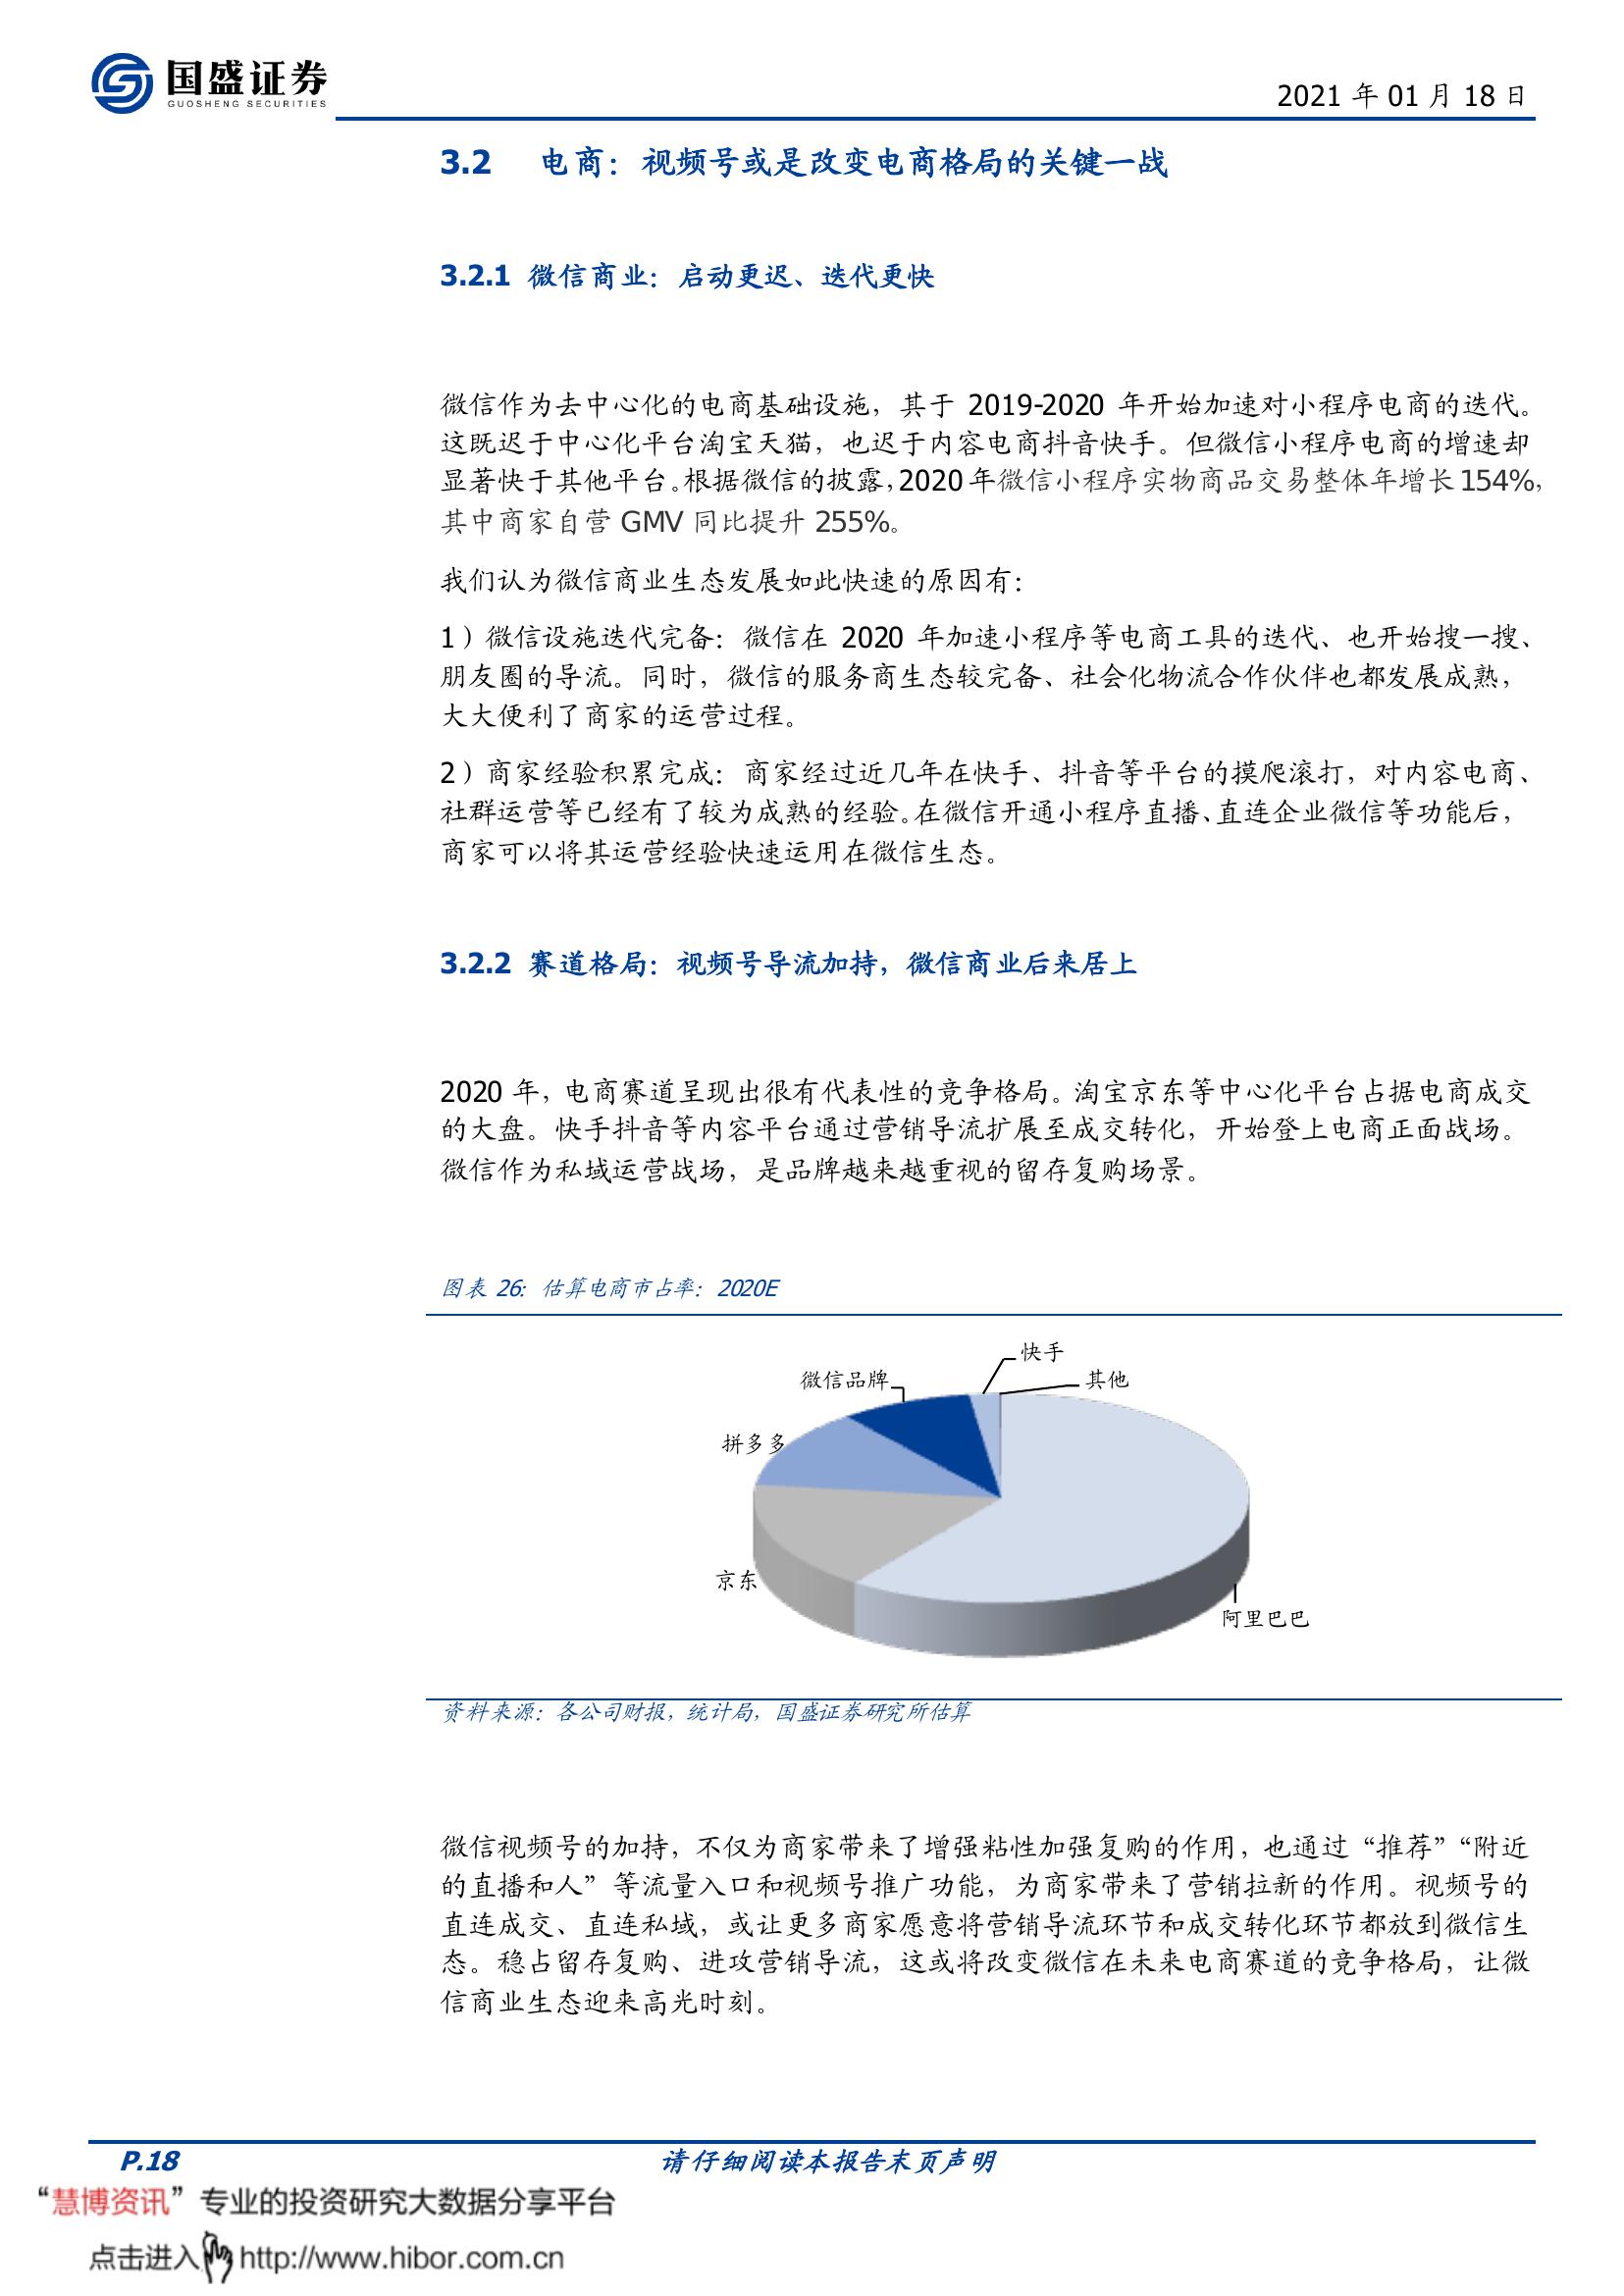 国盛证券
GUOSHENG SECURITIES
2021 年 01 月 18 日
3.2 电商：视频号或是改变电商格局的关键一战
3.2.1 微信商业：启动更迟、迭代更快
微信作为去中心化的电商基础设施，其于 2019-2020 年开始加速对小程序电商的迭代。
这既迟于中心化平台淘宝天猫，也迟于内容电商抖音快手。但微信小程序电商的增速却
显著快于其他平台。根据微信的披露，2020 年微信小程序实物商品交易整体年增长 154%，
其中商家自营 GMV 同比提升 255%。
我们认为微信商业生态发展如此快速的原因有：
1）微信设施迭代完备：微信在 2020 年加速小程序等电商工具的迭代、也开始搜一搜、
朋友圈的导流。同时，微信的服务商生态较完备、社会化物流合作伙伴也都发展成熟，
大大便利了商家的运营过程。
2）商家经验积累完成：商家经过近几年在快手、抖音等平台的摸爬滚打，对内容电商、
社群运营等已经有了较为成熟的经验。在微信开通小程序直播、直连企业微信等功能后，
商家可以将其运营经验快速运用在微信生态。
3.2.2 赛道格局：视频号导流加持，微信商业后来居上
2020 年，电商赛道呈现出很有代表性的竞争格局。淘宝京东等中心化平台占据电商成交
的大盘。快手抖音等内容平台通过营销导流扩展至成交转化，开始登上电商正面战场。
微信作为私域运营战场，是品牌越来越重视的留存复购场景。
图表 26：估算电商市占率：2020E
快手
微信品牌
其他
拼多多
京东
阿里巴巴
资料来源：各公司财报，统计局，国盛证券研究所估算
微信视频号的加持，不仅为商家带来了增强粘性加强复购的作用，也通过“推荐”“附近
的直播和人”等流量入口和视频号推广功能，为商家带来了营销拉新的作用。视频号的
直连成交、直连私域，或让更多商家愿意将营销导流环节和成交转化环节都放到微信生
态。稳占留存复购、进攻营销导流，这或将改变微信在未来电商赛道的竞争格局，让微
信商业生态迎来高光时刻。
P.18
请仔细阅读本报告末页声明
“慧博资讯”专业的投资研究大数据分享平台
点击进入 http://www.hibor.com.cn